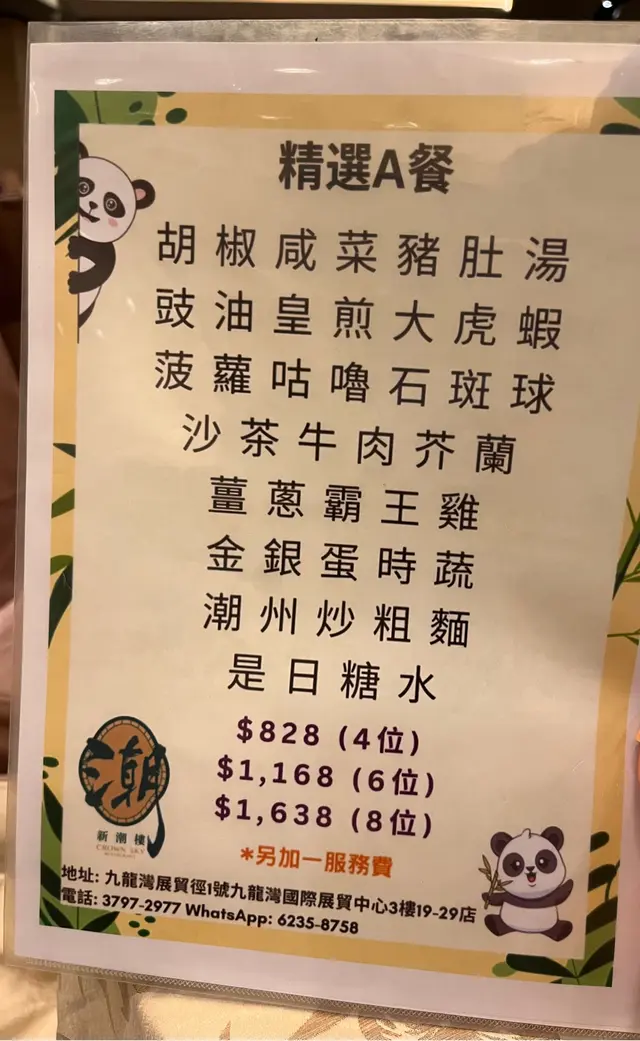 精選A餐
胡椒咸菜豬肚湯
豉油皇煎大虎蝦
菠蘿咕嚕石斑球
沙茶牛肉芥蘭
薑蔥霸王雞
金銀蛋時蔬
潮州炒粗麵
是日糖水
$828 (4位)
$1,168 (6位)
$1,638 (8位)
*另加一服務費
潮
新潮樓
CROWN SKY
RESTAURANT
地址: 九龍灣展貿徑1號九龍灣國際展貿中心3樓19-29店
電話: 3797-2977 WhatsApp: 6235-8758